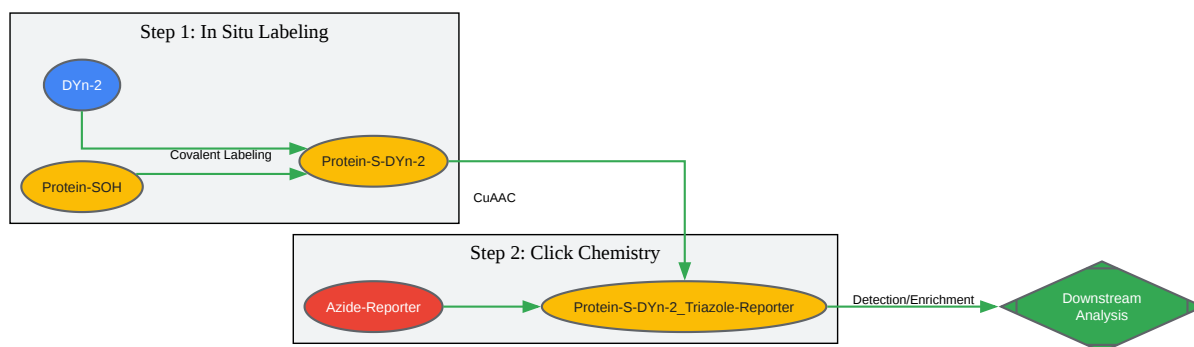 Step 1: In Situ Labeling
DYn-2
Covalent Labeling
Protein-SOH
Protein-S-DYn-2
CuAAC
Step 2: Click Chemistry
Azide-Reporter
Protein-S-DYn-2_Triazole-Reporter
Detection/Enrichment
Downstream
Analysis